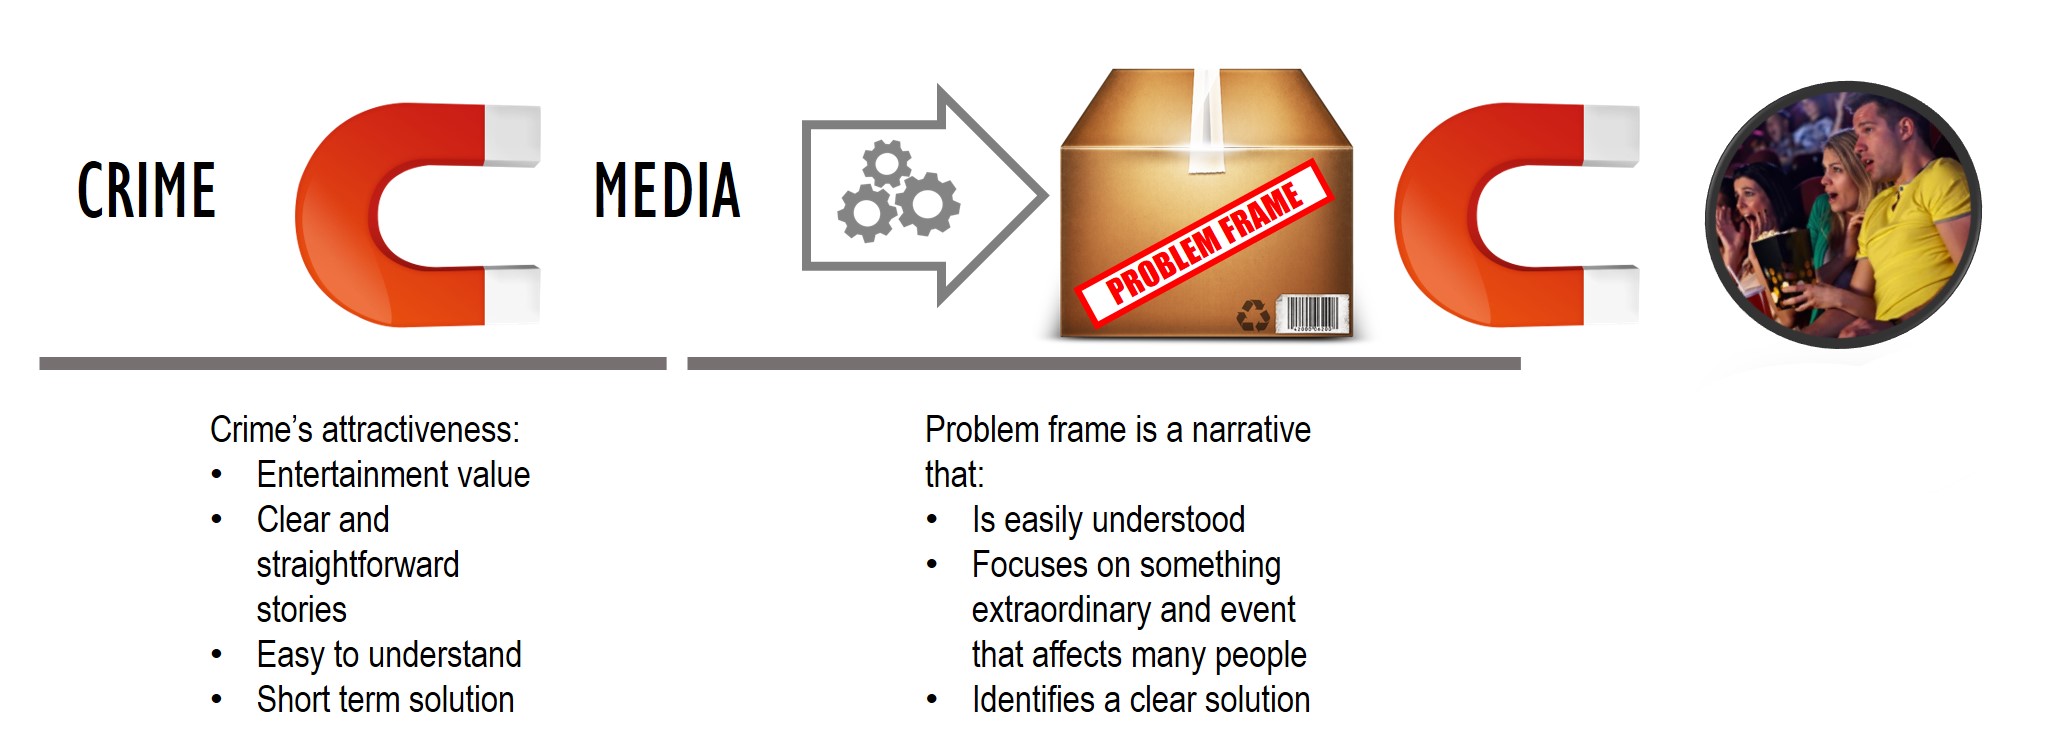 CRIME
MEDIA
PROBLEM FRAME
Crime’s attractiveness:
• Entertainment value
• Clear and
straightforward
stories
• Easy to understand
• Short term solution
Problem frame is a narrative
that:
• Is easily understood
• Focuses on something
extraordinary and event
that affects many people
• Identifies a clear solution